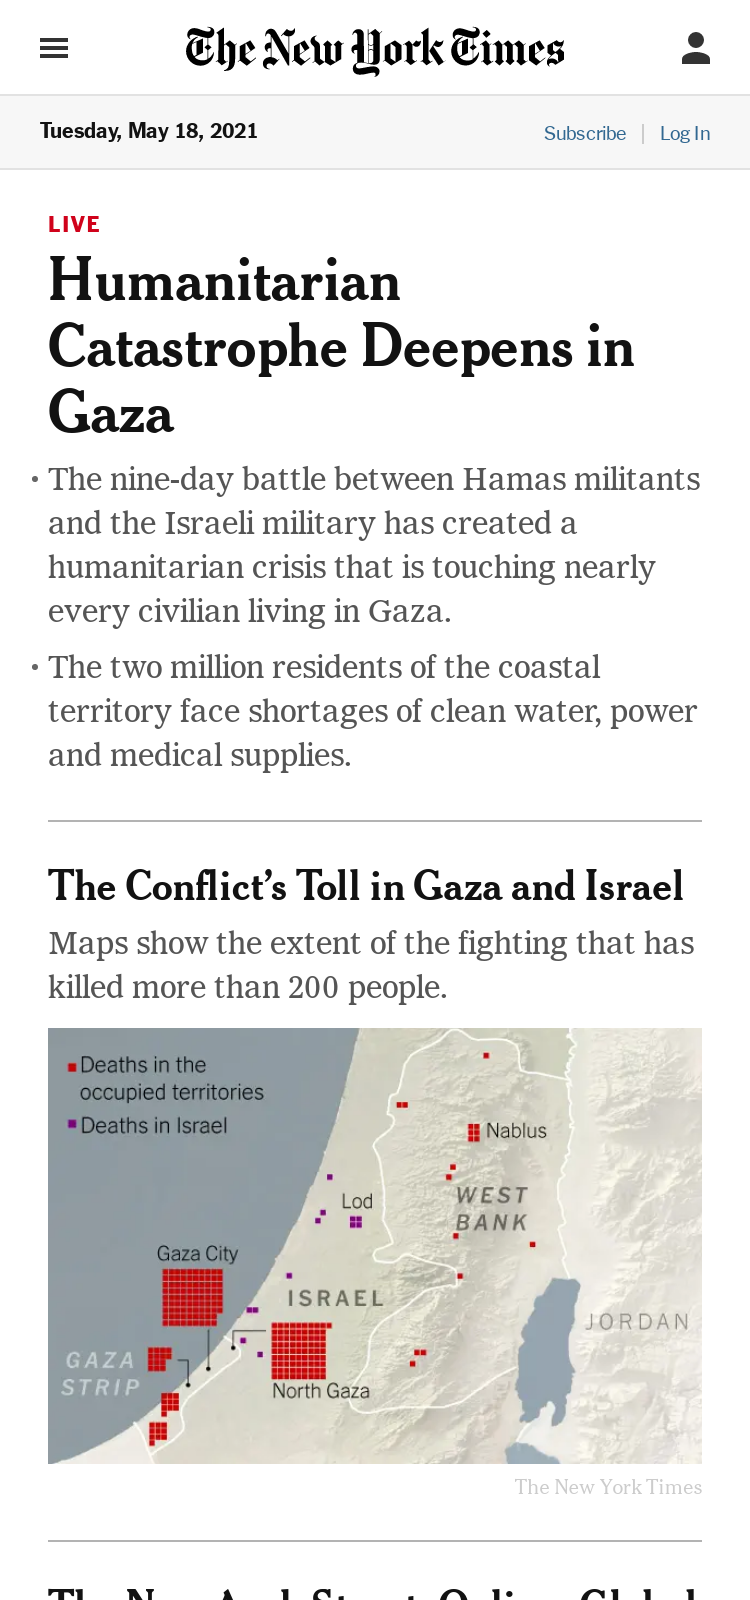 The New York Times
Tuesday, May 18, 2021
Subscribe | Log In
LIVE
Humanitarian
Catastrophe Deepens in
Gaza
• The nine-day battle between Hamas militants
and the Israeli military has created a
humanitarian crisis that is touching nearly
every civilian living in Gaza.
• The two million residents of the coastal
territory face shortages of clean water, power
and medical supplies.
The Conflict’s Toll in Gaza and Israel
Maps show the extent of the fighting that has
killed more than 200 people.
Deaths in the
occupied territories
Deaths in Israel
Nablus
WEST
BANK
Lod
Gaza City
ISRAEL
JORDAN
GAZA
STRIP
North Gaza
The New York Times